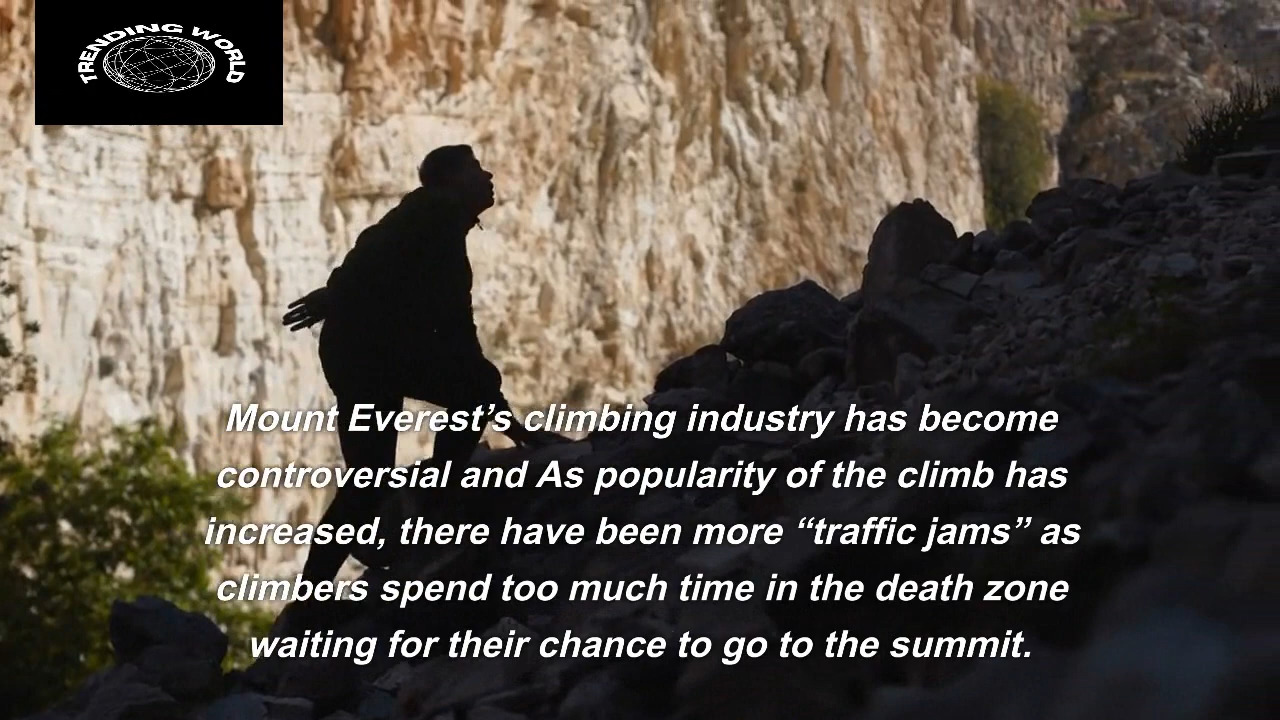 TRENDING WORLD
Mount Everest’s climbing industry has become
controversial and As popularity of the climb has
increased, there have been more “traffic jams” as
climbers spend too much time in the death zone
waiting for their chance to go to the summit.